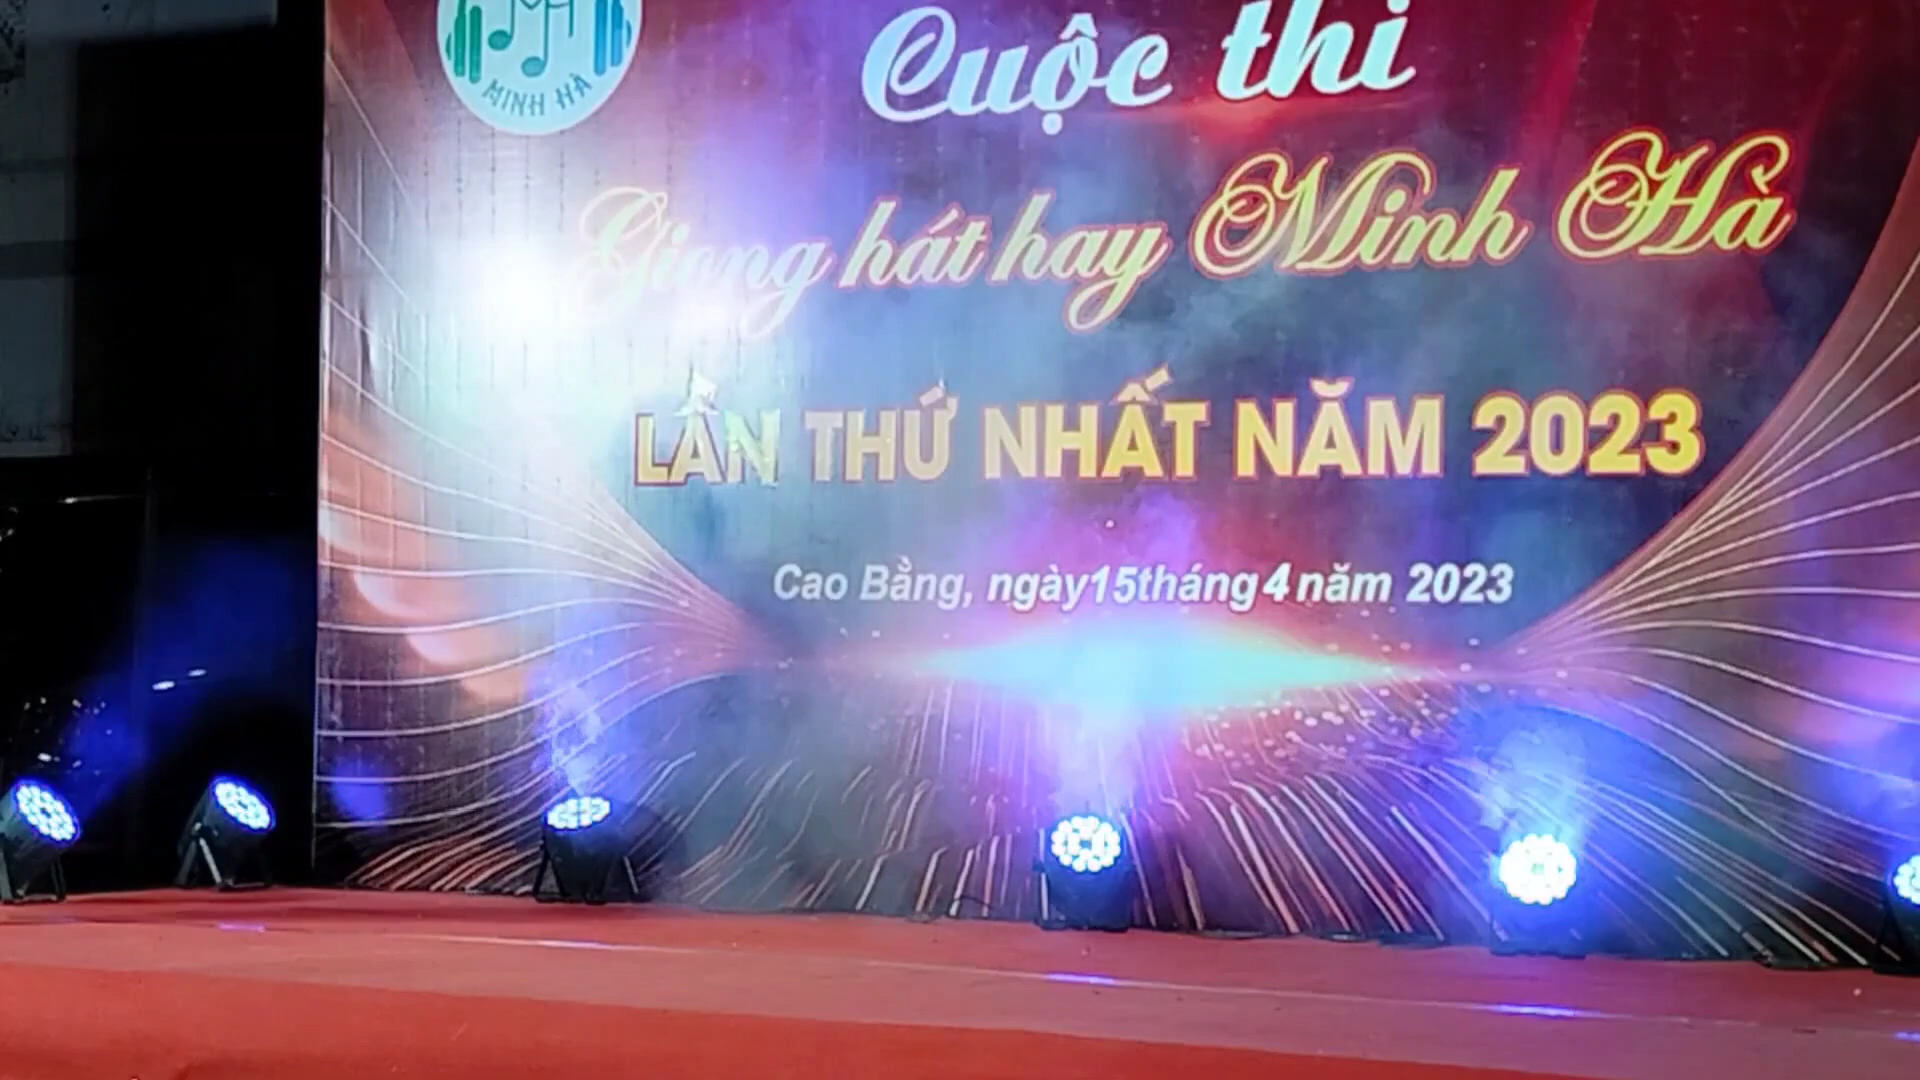 MINH HÀ
Cuộc thi
Giọng hát hay Minh Hà
LẦN THỨ NHẤT NĂM 2023
Cao Bằng, ngày15tháng4năm 2023